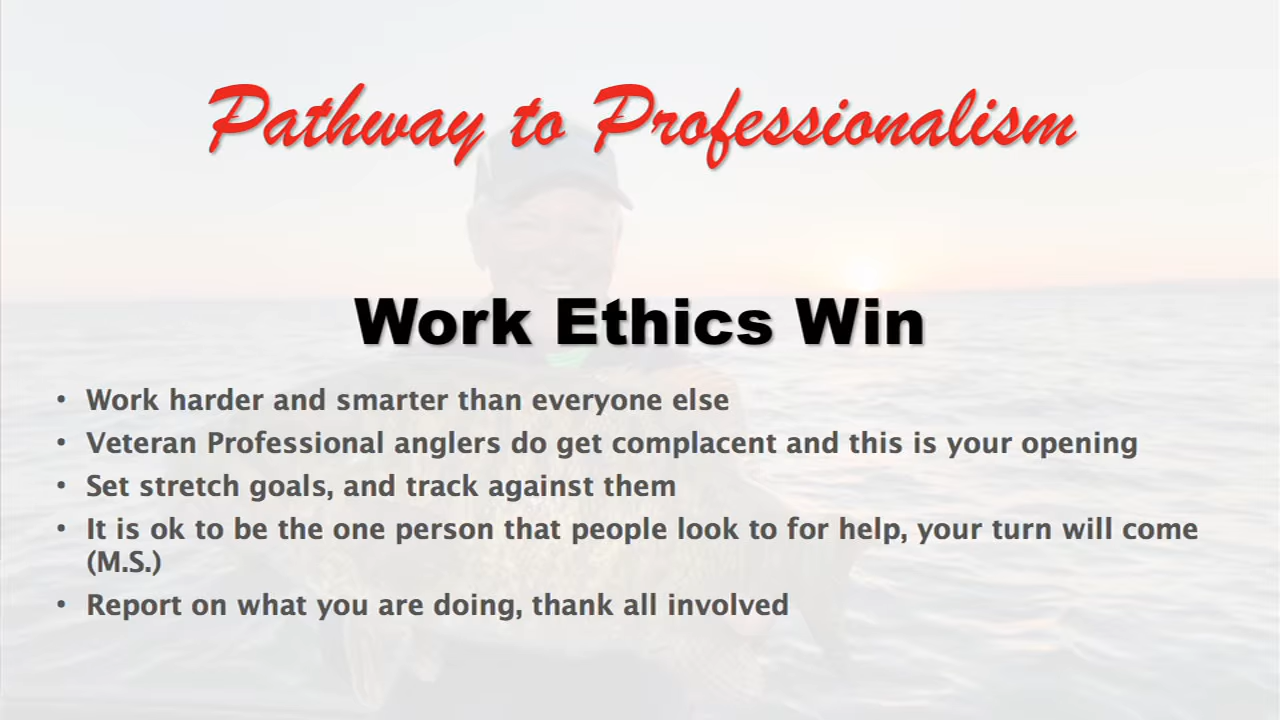 Pathway to Professionalism
Work Ethics Win
• Work harder and smarter than everyone else
• Veteran Professional anglers do get complacent and this is your opening
• Set stretch goals, and track against them
• It is ok to be the one person that people look to for help, your turn will come
(M.S.)
• Report on what you are doing, thank all involved